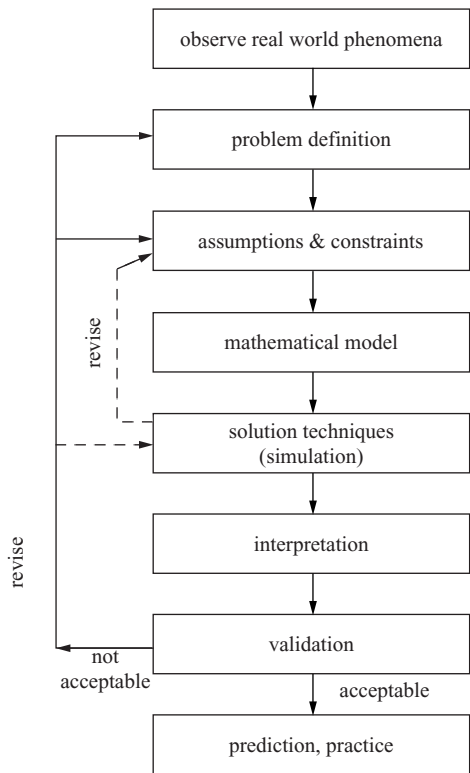 observe real world phenomena
problem definition
assumptions & constraints
revise
mathematical model
solution techniques
(simulation)
interpretation
revise
validation
not
acceptable
acceptable
prediction, practice